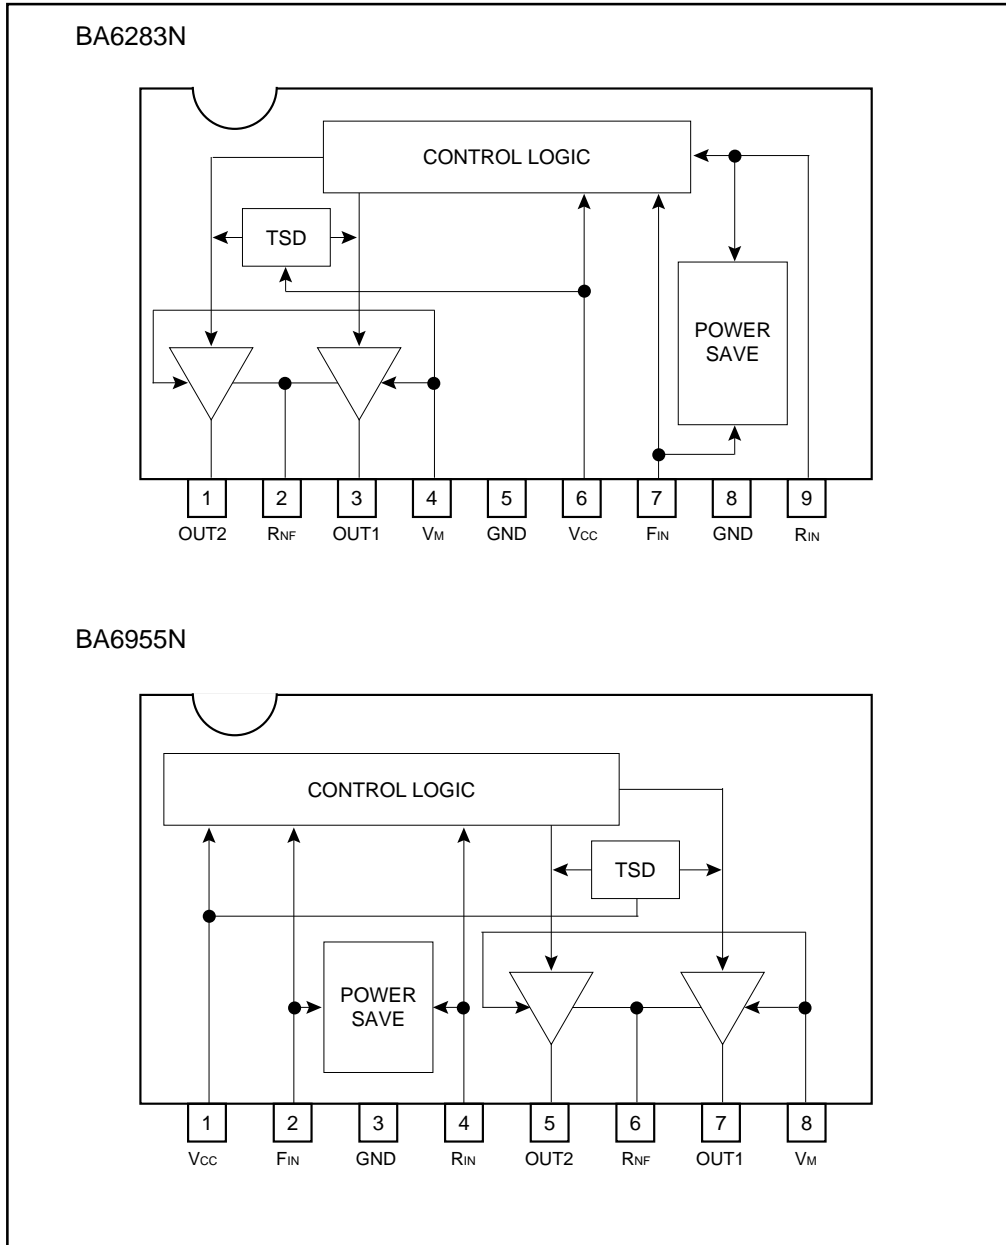 BA6283N
CONTROL LOGIC
TSD
POWER
SAVE
1 2 3 4 5 6 7 8 9
OUT2 RNF OUT1 VM GND VCC FIN GND RIN
BA6955N
CONTROL LOGIC
TSD
POWER
SAVE
1 2 3 4 5 6 7 8
VCC FIN GND RIN OUT2 RNF OUT1 VM